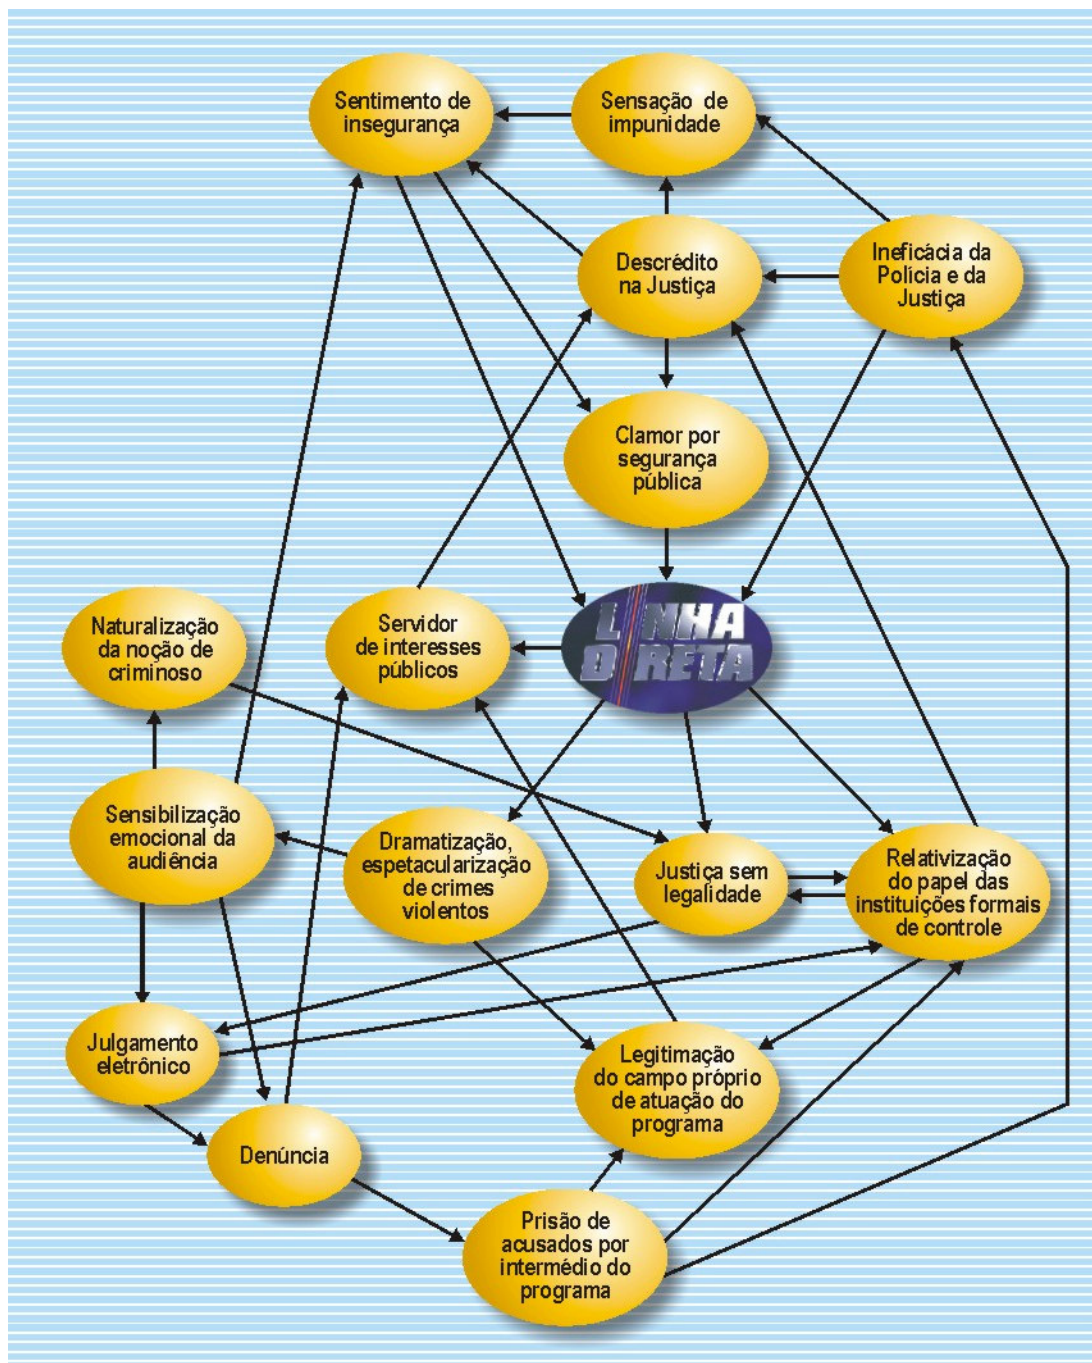 Sentimento de
insegurança
Sensação de
impunidade
Descrédito
na Justiça
Ineficácia da
Polícia e da
Justiça
Clamor por
segurança
pública
LINHA
DIRETA
Naturalização
da noção de
criminoso
Servidor
de interesses
públicos
Sensibilização
emocional da
audiência
Dramatização,
espetacularização
de crimes
violentos
Justiça sem
legalidade
Relativização
do papel das
instituições formais
de controle
Julgamento
eletrônico
Legitimação
do campo próprio
de atuação do
programa
Denúncia
Prisão de
acusados por
intermédio do
programa